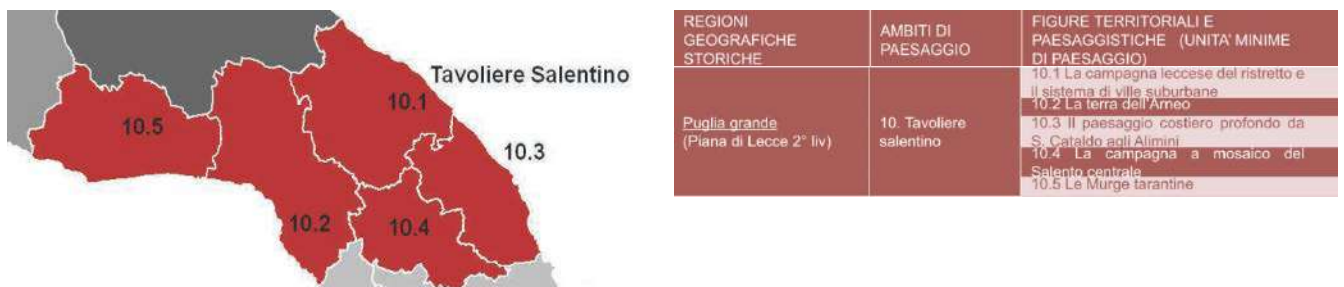 Tavoliere Salentino
10.1
10.5
10.3
10.2
10.4
REGIONI
GEOGRAFICHE
STORICHE
AMBITI DI
PAESAGGIO
FIGURE TERRITORIALI E
PAESAGGISTICHE (UNITA' MINIME
DI PAESAGGIO)
Puglia grande
(Piana di Lecce 2° liv)
10. Tavoliere
salentino
10.1 La campagna leccese del ristretto e
il sistema di ville suburbane
10.2 La terra dell'Arneo
10.3 Il paesaggio costiero profondo da
S. Cataldo agli Alimini
10.4 La campagna a mosaico del
Salento centrale
10.5 Le Murge tarantine